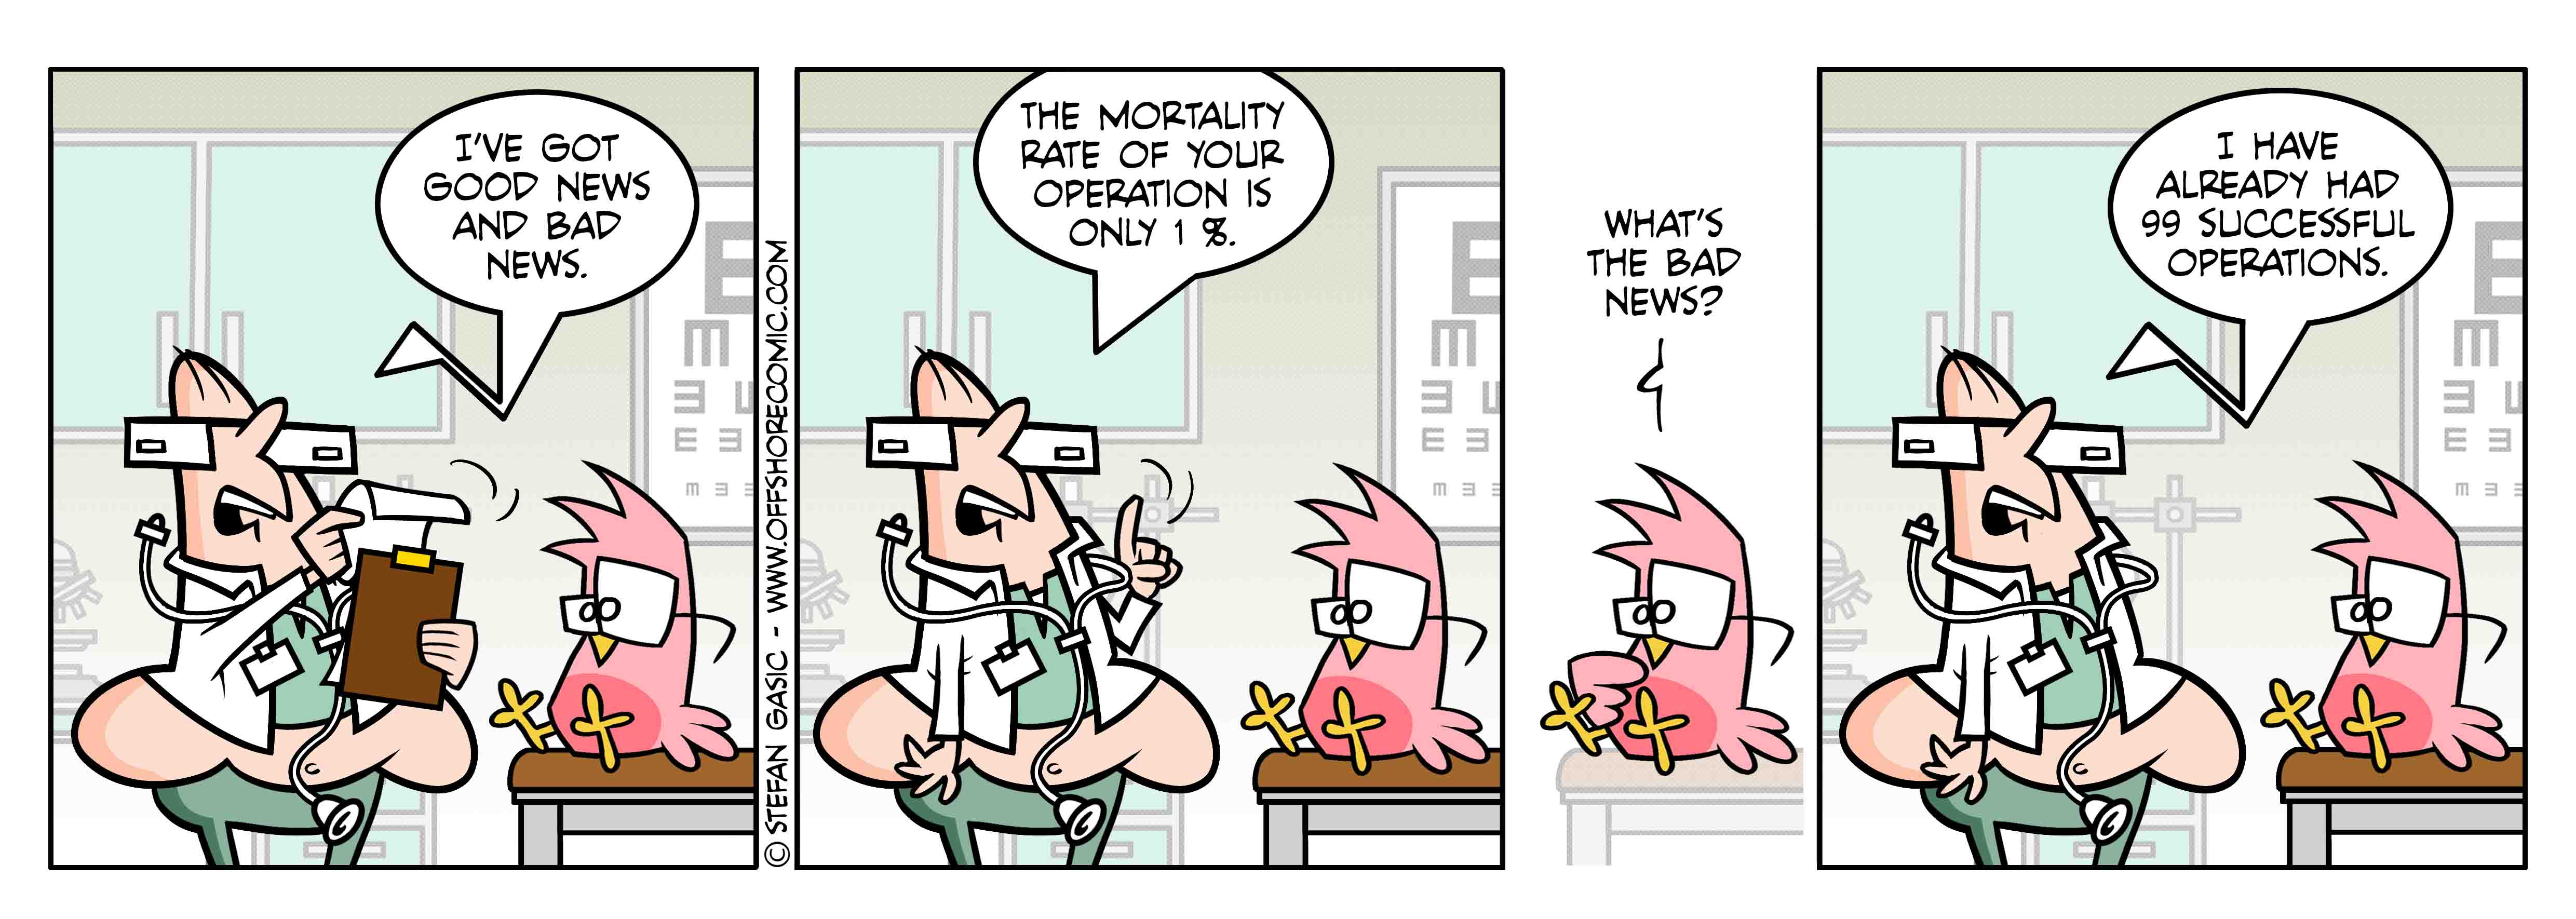 I'VE GOT
GOOD NEWS
AND BAD
NEWS.
© STEFAN GASIC - WWW.OFFSHORECOMIC.COM
THE MORTALITY
RATE OF YOUR
OPERATION IS
ONLY 1 %.
WHAT'S
THE BAD
NEWS?
I HAVE
ALREADY HAD
99 SUCCESSFUL
OPERATIONS.